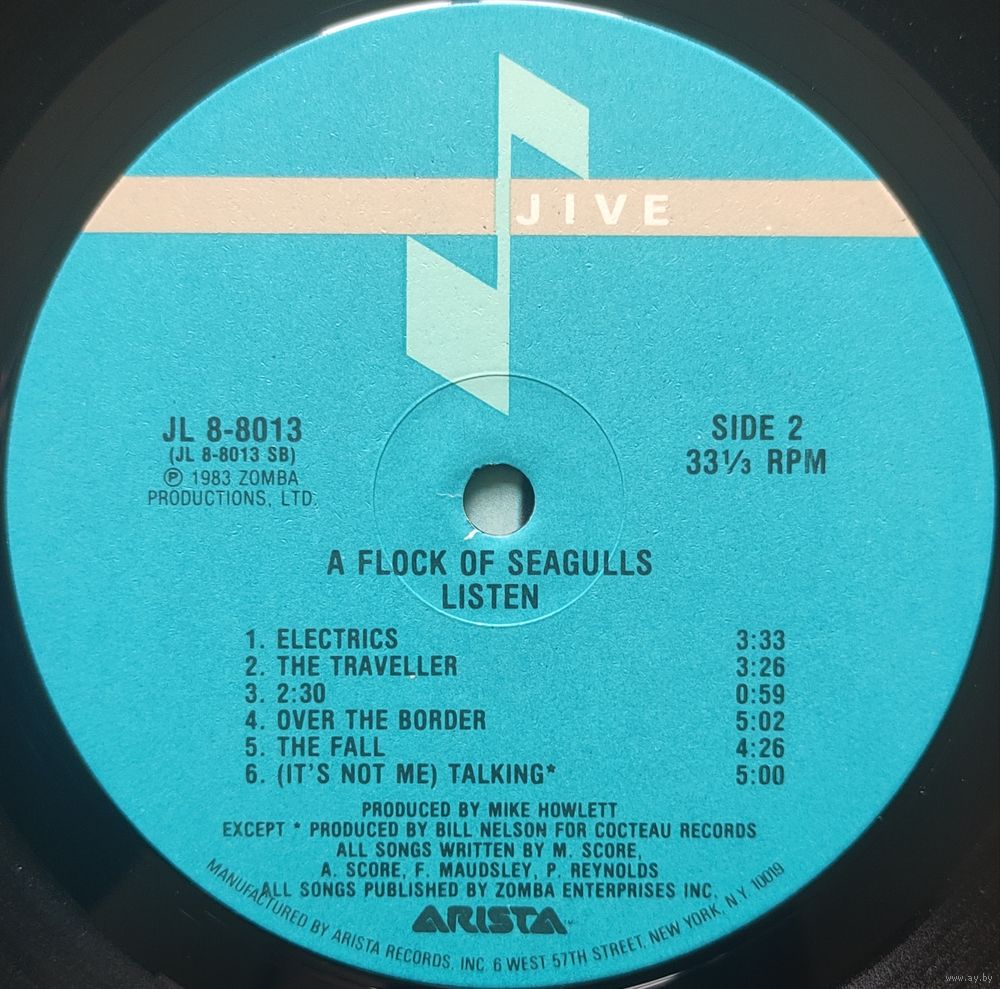 JIVE
JL 8-8013
(JL 8-8013 SB)
℗ 1983 ZOMBA
PRODUCTIONS, LTD.
SIDE 2
33⅓ RPM
A FLOCK OF SEAGULLS
LISTEN
1. ELECTRICS 3:33
2. THE TRAVELLER 3:26
3. 2:30 0:59
4. OVER THE BORDER 5:02
5. THE FALL 4:26
6. (IT'S NOT ME) TALKING* 5:00
PRODUCED BY MIKE HOWLETT
EXCEPT * PRODUCED BY BILL NELSON FOR COCTEAU RECORDS
ALL SONGS WRITTEN BY M. SCORE,
A. SCORE, F. MAUDSLEY, P. REYNOLDS
ALL SONGS PUBLISHED BY ZOMBA ENTERPRISES INC.
ARISTA™
MANUFACTURED BY ARISTA RECORDS, INC. 6 WEST 57TH STREET, NEW YORK, N.Y. 10019
www.ay.by